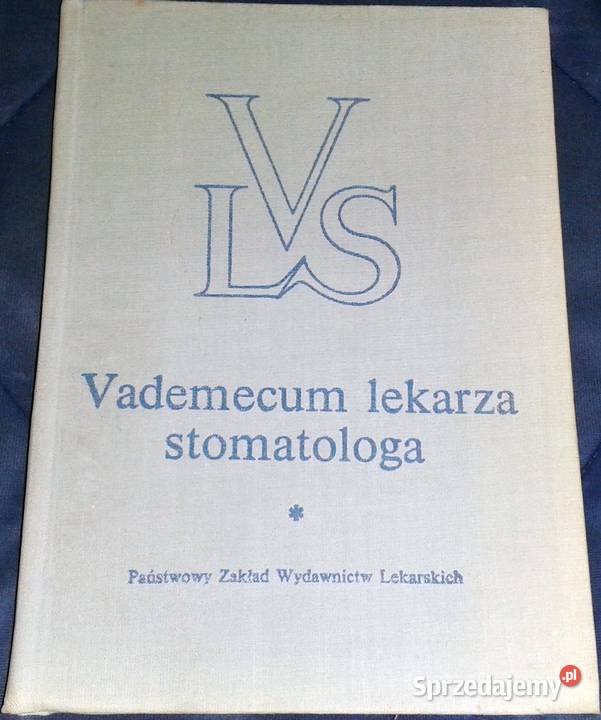 VLS
Vademecum lekarza
stomatologa
*
Państwowy Zakład Wydawnictw Lekarskich
Sprzedajemy.pl